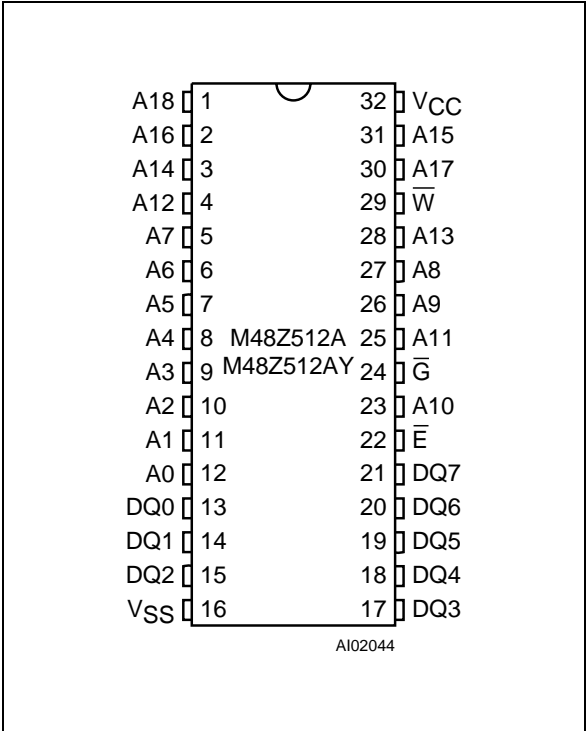 A18 1 32 VCC
A16 2 31 A15
A14 3 30 A17
A12 4 29 W̅
A7 5 28 A13
A6 6 27 A8
A5 7 26 A9
A4 8 M48Z512A 25 A11
A3 9 M48Z512AY 24 G̅
A2 10 23 A10
A1 11 22 E̅
A0 12 21 DQ7
DQ0 13 20 DQ6
DQ1 14 19 DQ5
DQ2 15 18 DQ4
VSS 16 17 DQ3
AI02044